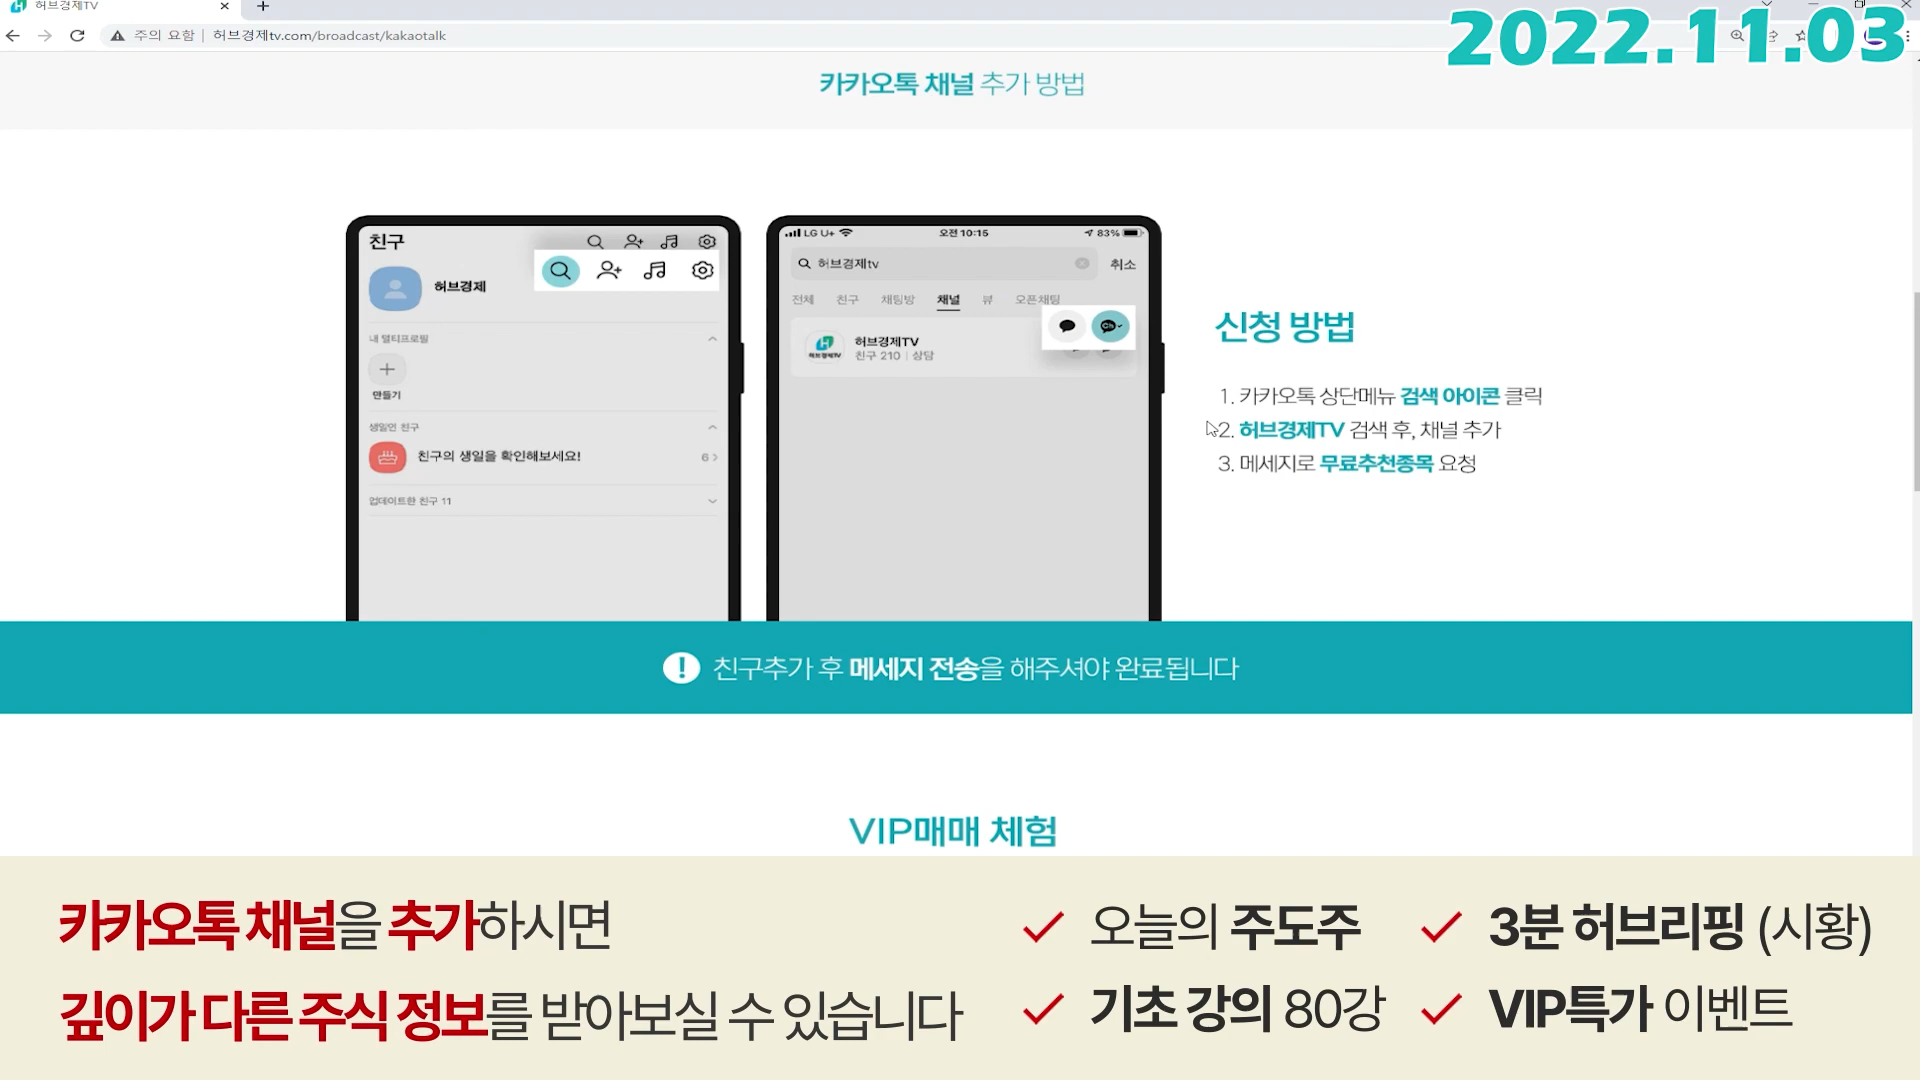 허브경제TV
2022.11.03
주의 요함 | 허브경제tv.com/broadcast/kakaotalk
카카오톡 채널 추가 방법
친구
허브경제
내 멀티프로필
만들기
생일인 친구
친구의 생일을 확인해보세요!
6
업데이트한 친구 11
LG U+
오전 10:15
83%
허브경제tv
취소
전체 친구 채팅방 채널 뷰 오픈채팅
허브경제TV
허브경제TV
친구 210 | 상담
Ch
신청 방법
1. 카카오톡 상단메뉴 검색 아이콘 클릭
2. 허브경제TV 검색 후, 채널 추가
3. 메세지로 무료추천종목 요청
친구추가 후 메세지 전송을 해주셔야 완료됩니다
VIP매매 체험
카카오톡 채널을 추가하시면
깊이가 다른 주식 정보를 받아보실 수 있습니다
오늘의 주도주
3분 허브리핑 (시황)
기초 강의 80강
VIP특가 이벤트